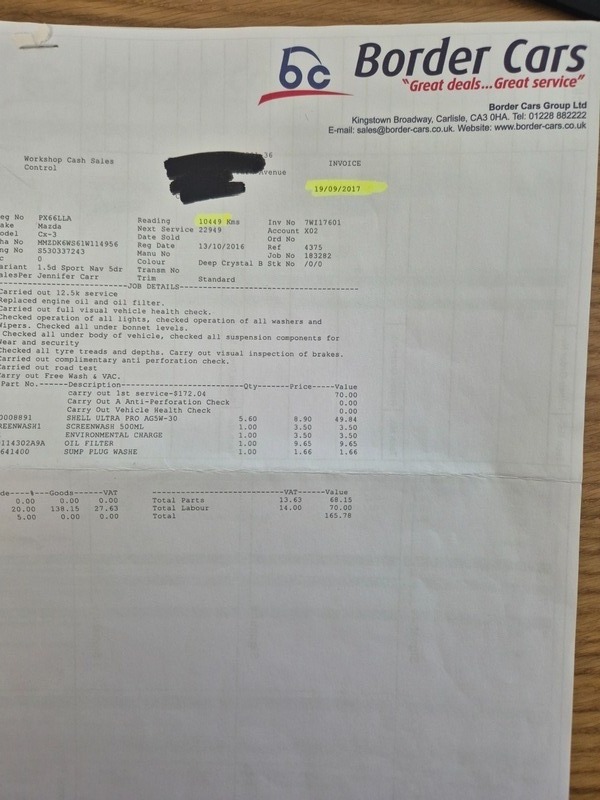 bc Border Cars
"Great deals...Great service"
Border Cars Group Ltd
Kingstown Broadway, Carlisle, CA3 0HA. Tel: 01228 882222
E-mail: sales@border-cars.co.uk. Website: www.border-cars.co.uk
Workshop Cash Sales
Control
36
Avenue
INVOICE
19/09/2017
eg No PX66LLA Reading 10449 Kms Inv No 7W117601
ake Mazda Next Service 22949 Account X02
odel Cx-3 Date Sold Ord No
ha No MMZDK6WS61W114956 Reg Date 13/10/2016 Ref 4375
ng No S530337243 Manu No Job No 183282
c 0 Colour Deep Crystal B Stk No /0/0
ariant 1.5d Sport Nav 5dr Transm No
alesPer Jennifer Carr Trim Standard
JOB DETAILS
Carried out 12.5k service
Replaced engine oil and oil filter.
Carried out full visual vehicle health check.
Checked operation of all lights, checked operation of all washers and
Wipers. Checked all under bonnet levels.
Checked all under body of vehicle, checked all suspension components for
Wear and security
Checked all tyre treads and depths. Carry out visual inspection of brakes.
Carried out complimentary anti perforation check.
Carried out road test
Carry out Free Wash & VAC.
Part No.------Description-----Qty-----Price-----Value
carry out 1st service-$172.04 70.00
Carry Out A Anti-Perforation Check 0.00
Carry Out Vehicle Health Check 0.00
0008891 SHELL ULTRA PRO AG5W-30 5.60 8.90 49.84
REENWASH1 SCREENWASH 500ML 1.00 3.50 3.50
ENVIRONMENTAL CHARGE 1.00 3.50 3.50
114302A9A OIL FILTER 1.00 9.65 9.65
641400 SUMP PLUG WASHE 1.00 1.66 1.66
de----%---Goods------VAT -----VAT------Value
0.00 0.00 0.00 Total Parts 13.63 68.15
20.00 138.15 27.63 Total Labour 14.00 70.00
5.00 0.00 0.00 Total 165.78